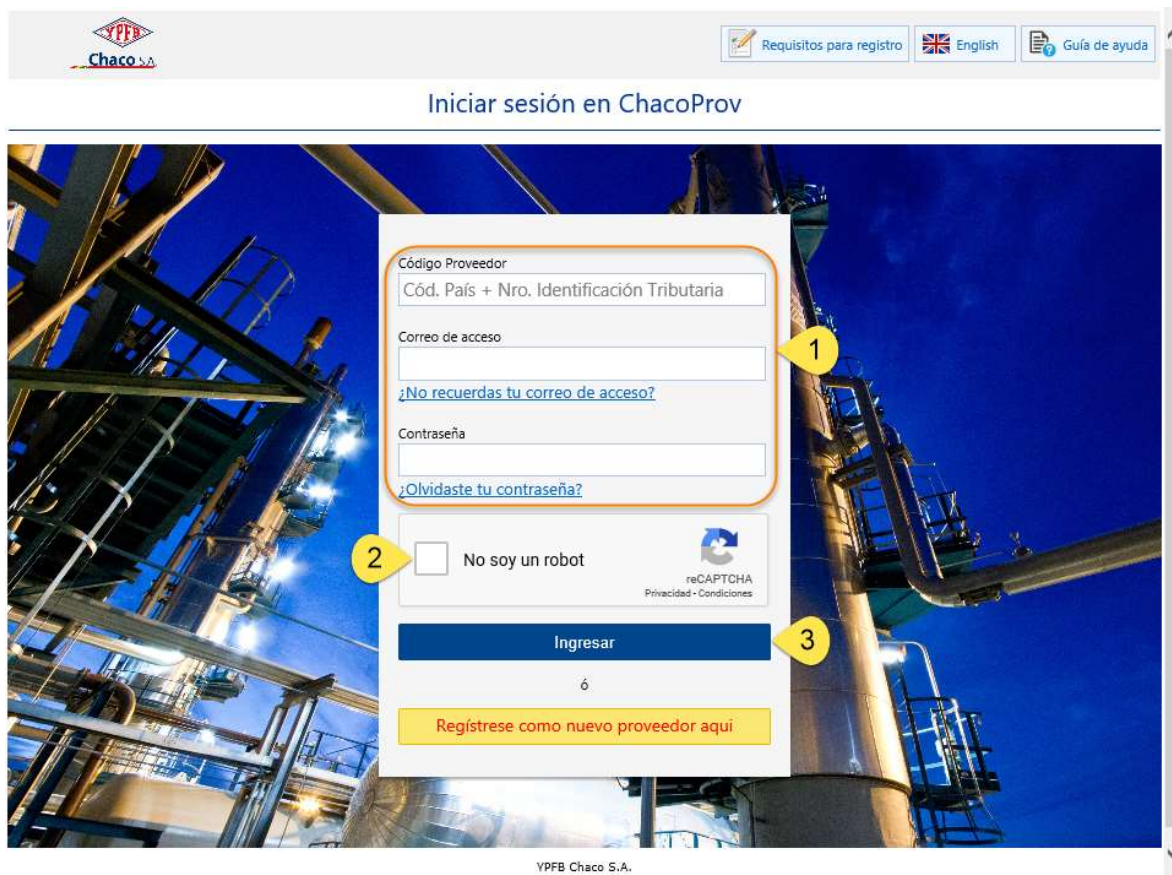 YPFB
Chaco S.A.
Requisitos para registro
English
Guía de ayuda
Iniciar sesión en ChacoProv
Código Proveedor
Cód. País + Nro. Identificación Tributaria
Correo de acceso
1
¿No recuerdas tu correo de acceso?
Contraseña
¿Olvidaste tu contraseña?
2
No soy un robot
reCAPTCHA
Privacidad - Condiciones
Ingresar
3
ó
Regístrese como nuevo proveedor aqui
YPFB Chaco S.A.